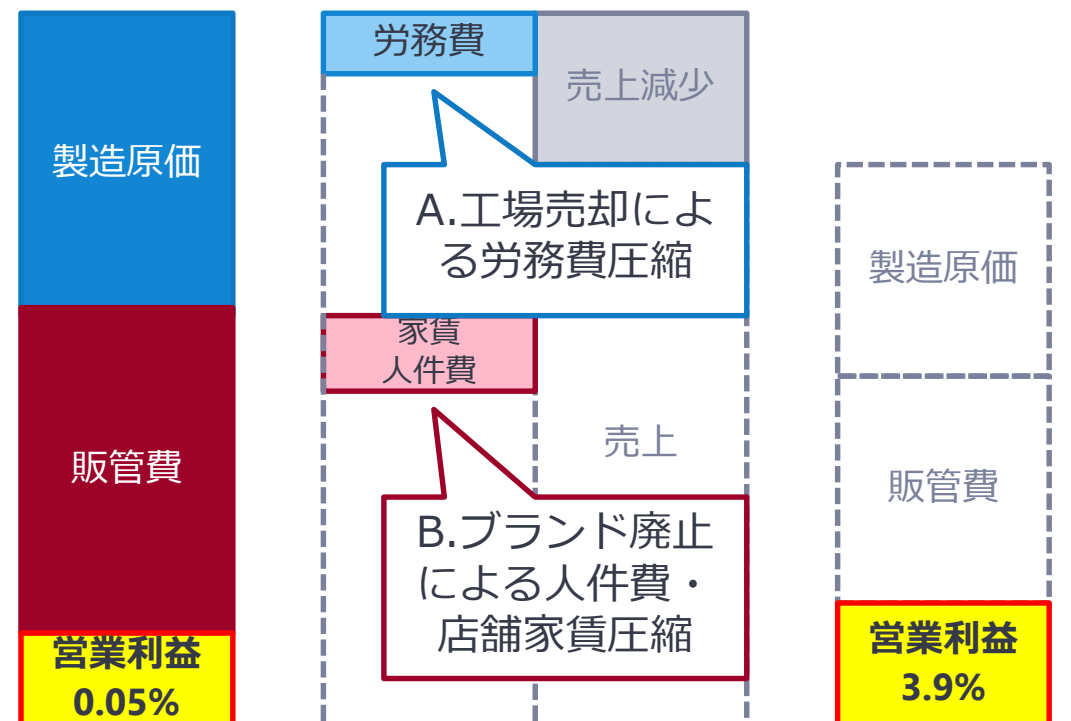 製造原価
販管費
営業利益
0.05%
労務費
売上減少
A.工場売却によ
る労務費圧縮
家賃
人件費
売上
B.ブランド廃止
による人件費・
店舗家賃圧縮
製造原価
販管費
営業利益
3.9%